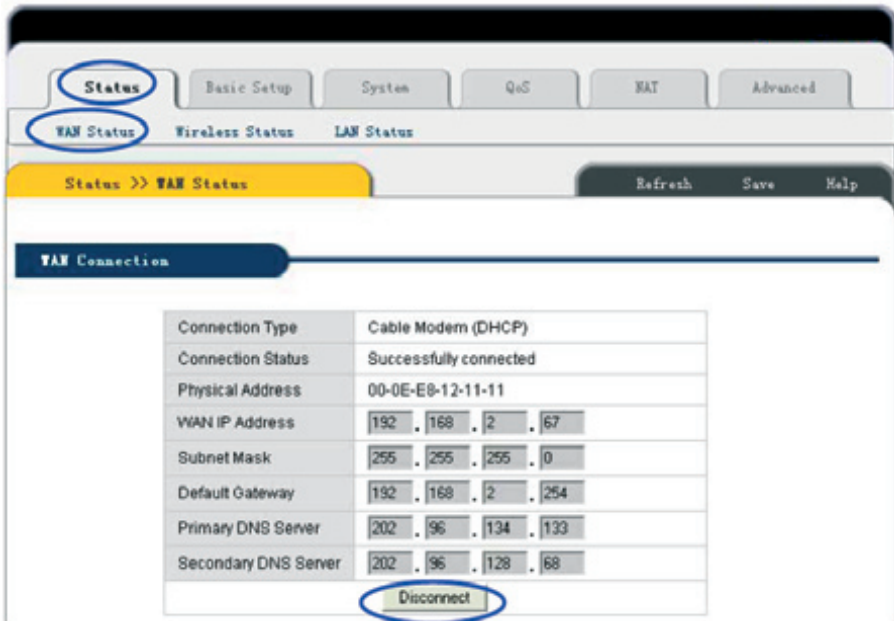 Status Basic Setup System QoS NAT Advanced
WAN Status Wireless Status LAN Status
Status >> WAN Status Refresh Save Help
WAN Connection
Connection Type Cable Modem (DHCP)
Connection Status Successfully connected
Physical Address 00-0E-E8-12-11-11
WAN IP Address 192 . 168 . 2 . 67
Subnet Mask 255 . 255 . 255 . 0
Default Gateway 192 . 168 . 2 . 254
Primary DNS Server 202 . 96 . 134 . 133
Secondary DNS Server 202 . 96 . 128 . 68
Disconnect